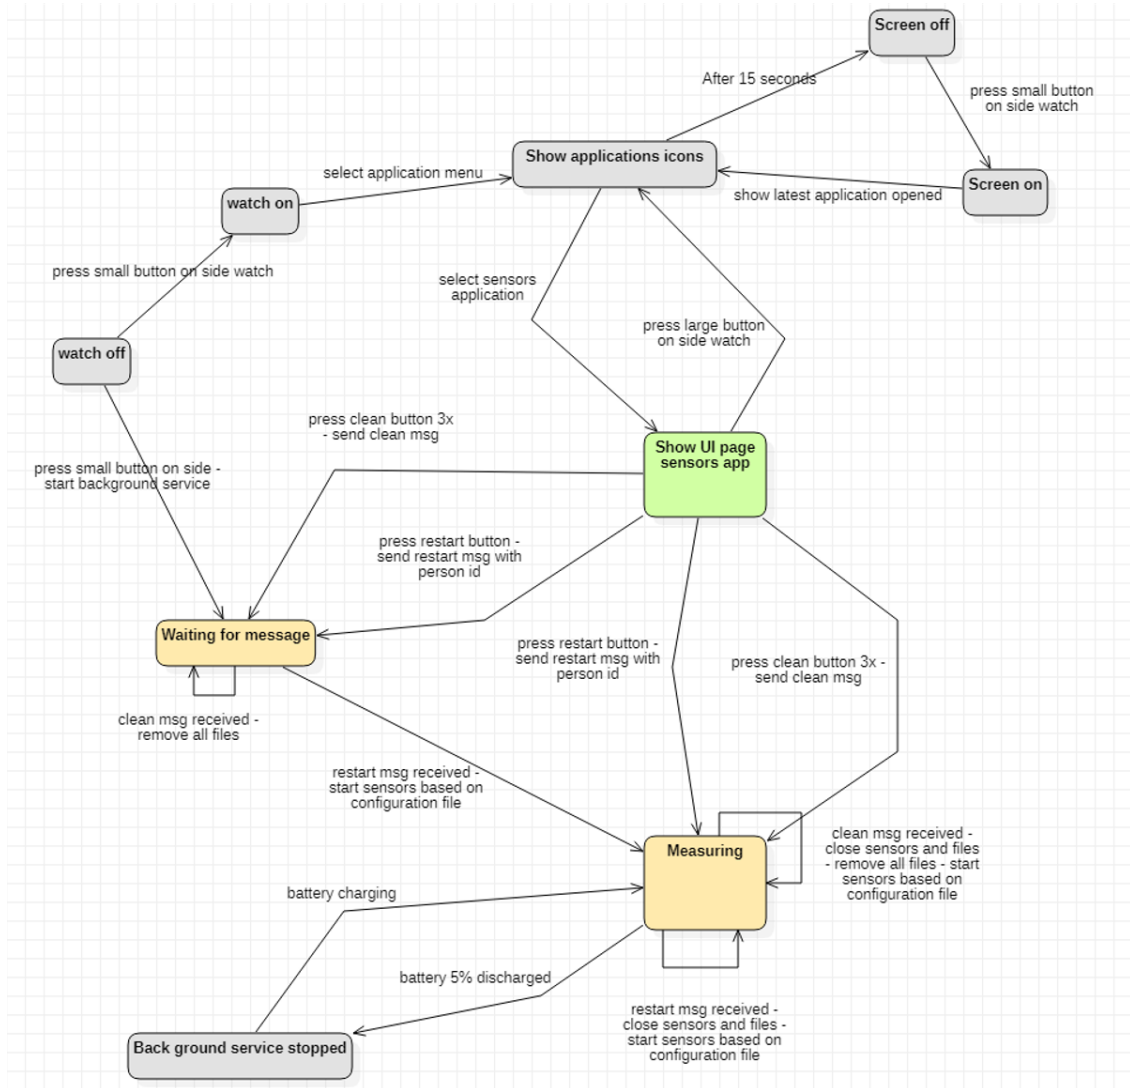 Screen off
After 15 seconds
press small button
on side watch
Show applications icons
select application menu
Screen on
show latest application opened
watch on
press small button on side watch
select sensors
application
press large button
on side watch
watch off
press clean button 3x
- send clean msg
Show UI page
sensors app
press small button on side -
start background service
press restart button -
send restart msg with
person id
Waiting for message
press restart button -
send restart msg with
person id
press clean button 3x -
send clean msg
clean msg received -
remove all files
restart msg received -
start sensors based on
configuration file
Measuring
clean msg received -
close sensors and files
- remove all files - start
sensors based on
configuration file
battery charging
battery 5% discharged
restart msg received -
close sensors and files -
start sensors based on
configuration file
Back ground service stopped